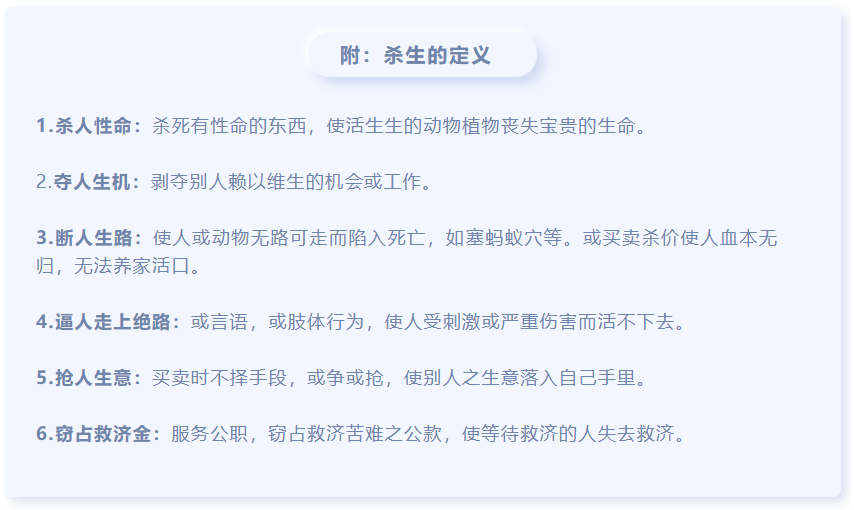 附：杀生的定义
1.杀人性命：杀死有性命的东西，使活生生的动物植物丧失宝贵的生命。
2.夺人生机：剥夺别人赖以维生的机会或工作。
3.断人生路：使人或动物无路可走而陷入死亡，如塞蚂蚁穴等。或买卖杀价使人血本无
归，无法养家活口。
4.逼人走上绝路：或言语，或肢体行为，使人受刺激或严重伤害而活不下去。
5.抢人生意：买卖时不择手段，或争或抢，使别人之生意落入自己手里。
6.窃占救济金：服务公职，窃占救济苦难之公款，使等待救济的人失去救济。